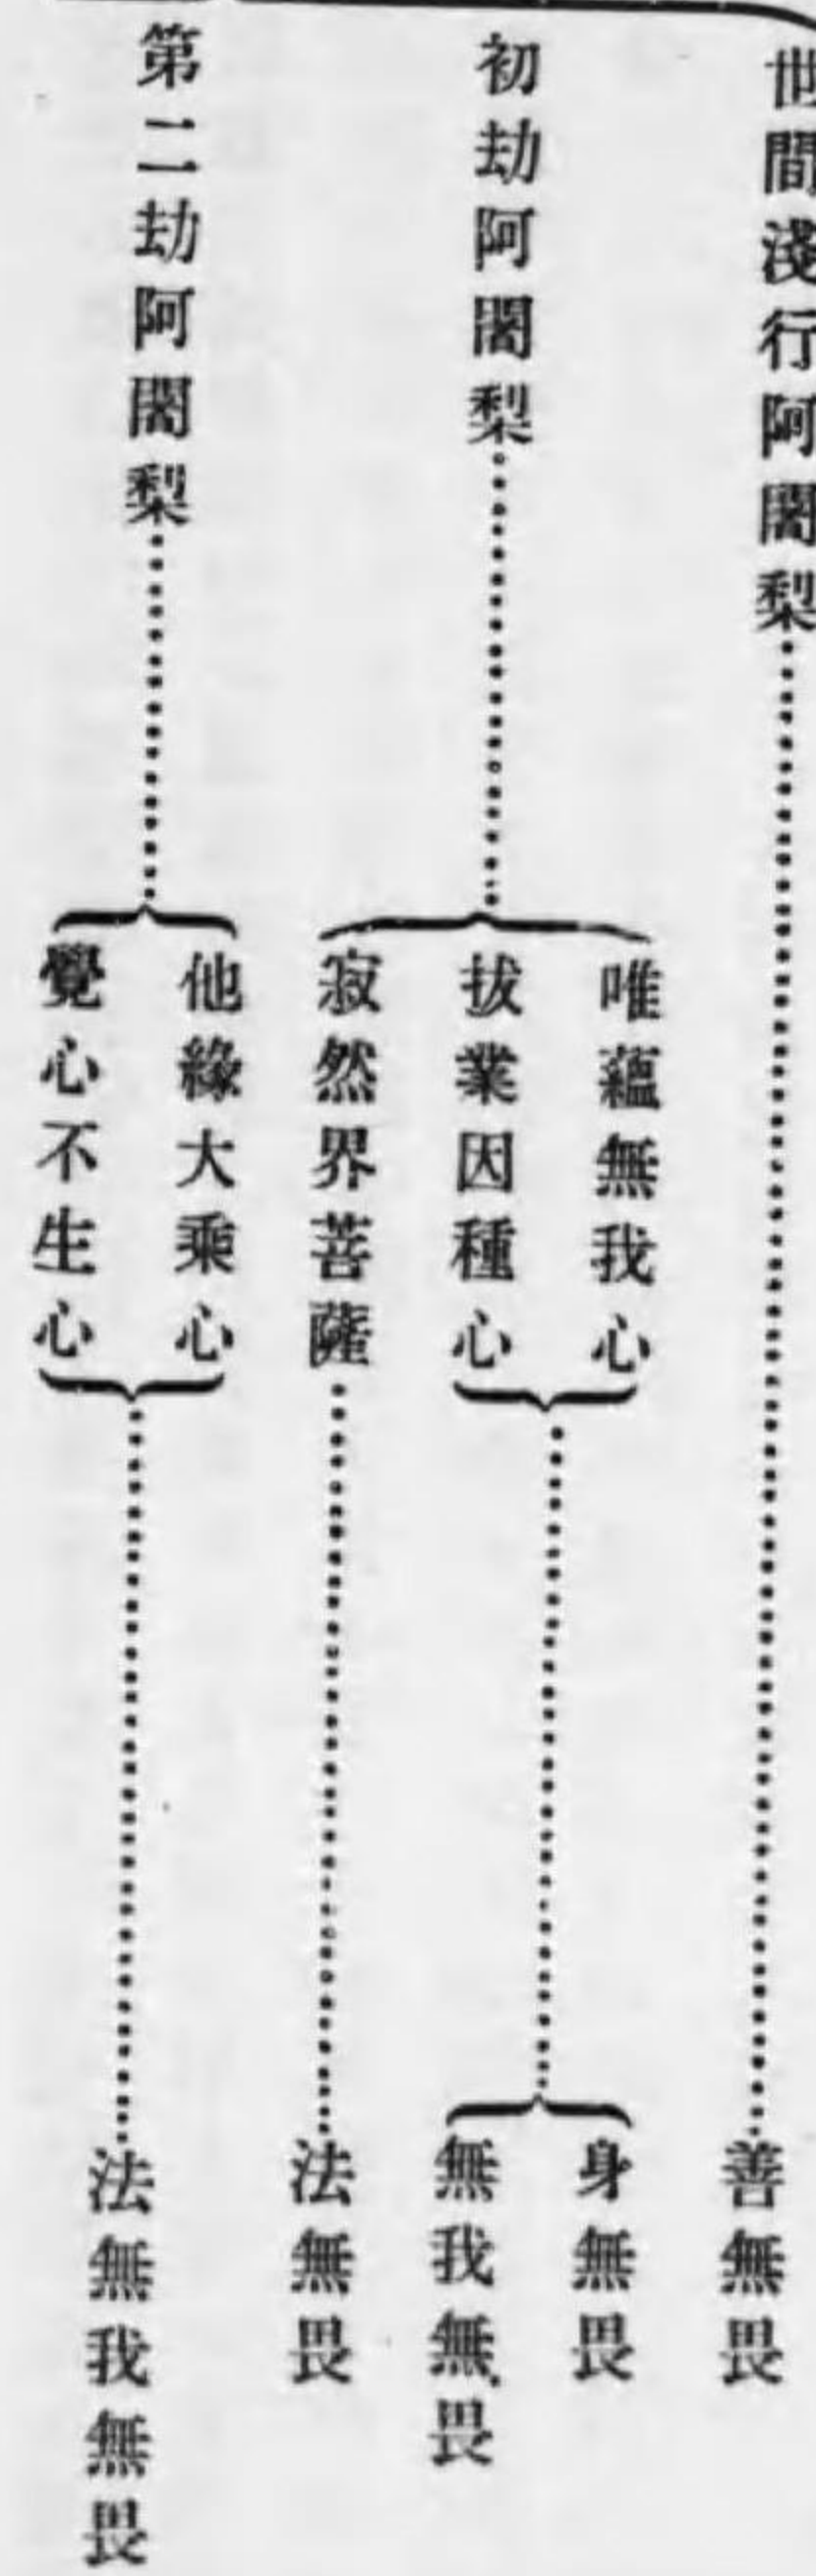 世間淺行阿闍梨
善無畏
初劫阿闍梨
唯蘊無我心
拔業因種心
身無畏
無我無畏
寂然界菩薩
法無畏
第二劫阿闍梨
他緣大乘心
覺心不生心
法無我無畏